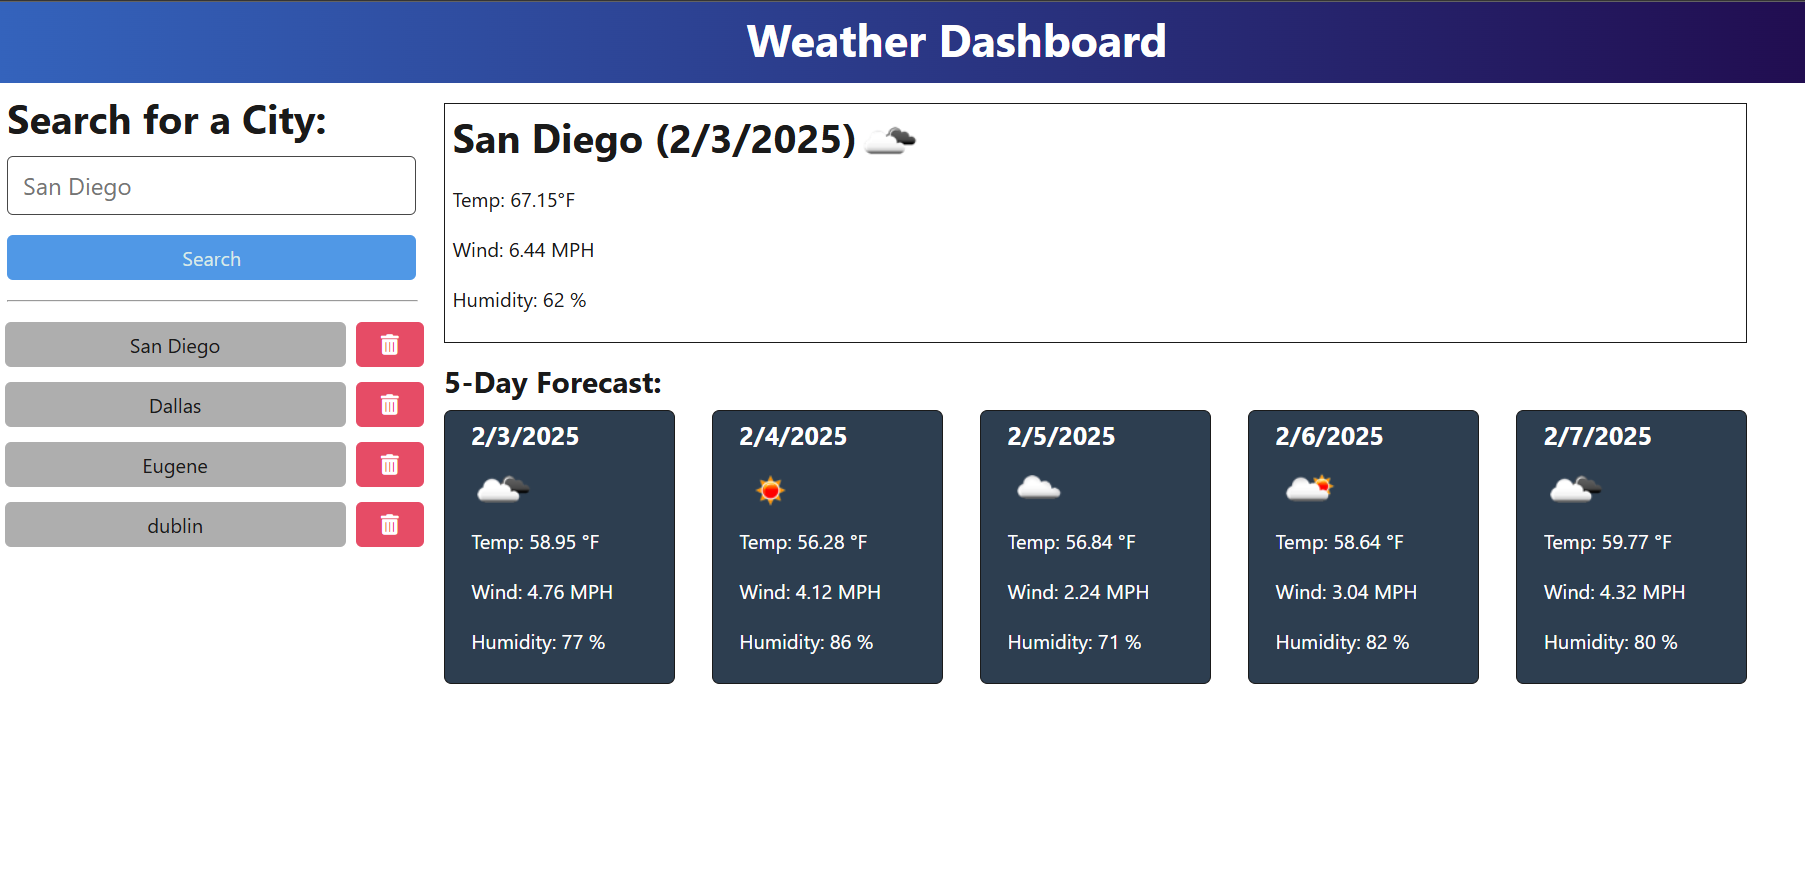 Weather Dashboard
Search for a City:
San Diego
Search
San Diego
Dallas
Eugene
dublin
San Diego (2/3/2025)
Temp: 67.15°F
Wind: 6.44 MPH
Humidity: 62 %
5-Day Forecast:
2/3/2025
Temp: 58.95 °F
Wind: 4.76 MPH
Humidity: 77 %
2/4/2025
Temp: 56.28 °F
Wind: 4.12 MPH
Humidity: 86 %
2/5/2025
Temp: 56.84 °F
Wind: 2.24 MPH
Humidity: 71 %
2/6/2025
Temp: 58.64 °F
Wind: 3.04 MPH
Humidity: 82 %
2/7/2025
Temp: 59.77 °F
Wind: 4.32 MPH
Humidity: 80 %